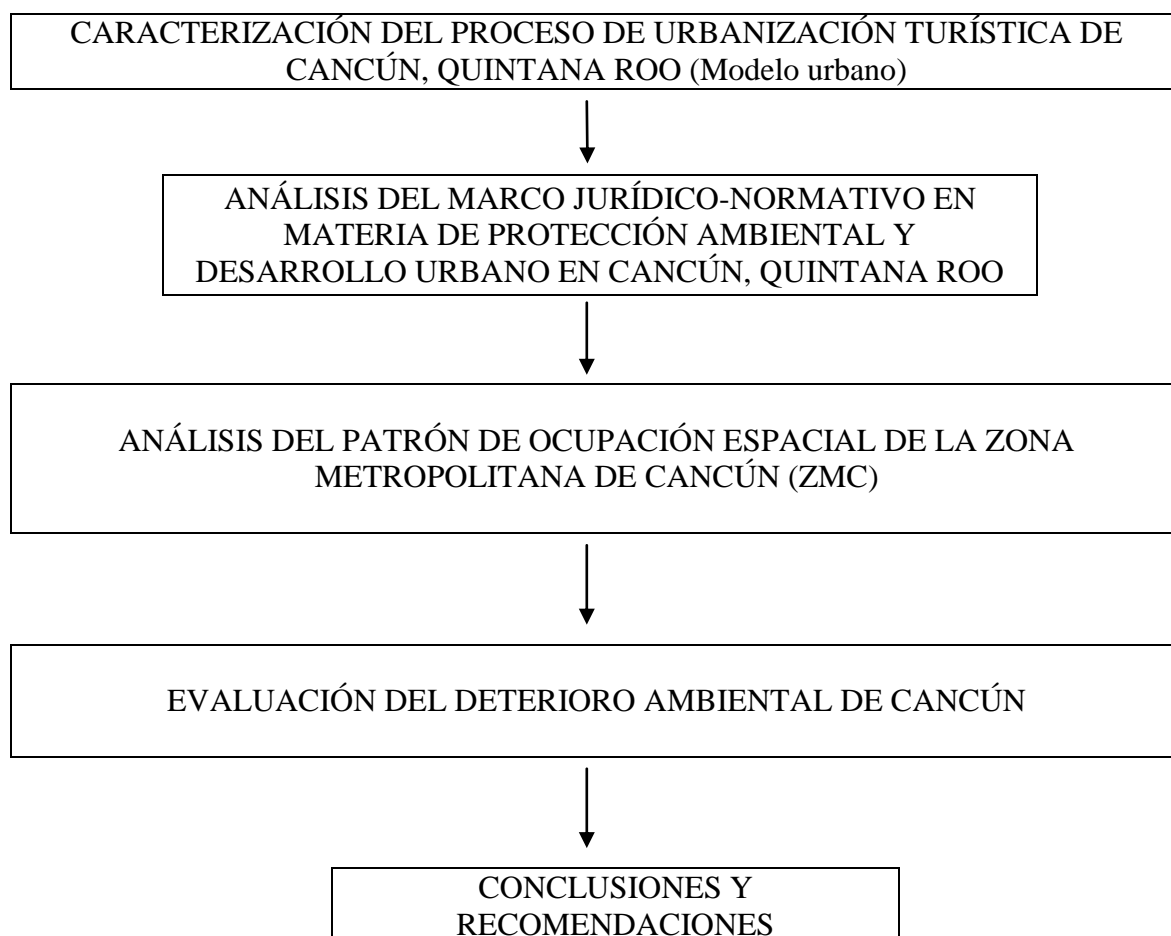 CARACTERIZACIÓN DEL PROCESO DE URBANIZACIÓN TURÍSTICA DE
CANCÚN, QUINTANA ROO (Modelo urbano)
ANÁLISIS DEL MARCO JURÍDICO-NORMATIVO EN
MATERIA DE PROTECCIÓN AMBIENTAL Y
DESARROLLO URBANO EN CANCÚN, QUINTANA ROO
ANÁLISIS DEL PATRÓN DE OCUPACIÓN ESPACIAL DE LA ZONA
METROPOLITANA DE CANCÚN (ZMC)
EVALUACIÓN DEL DETERIORO AMBIENTAL DE CANCÚN
CONCLUSIONES Y
RECOMENDACIONES